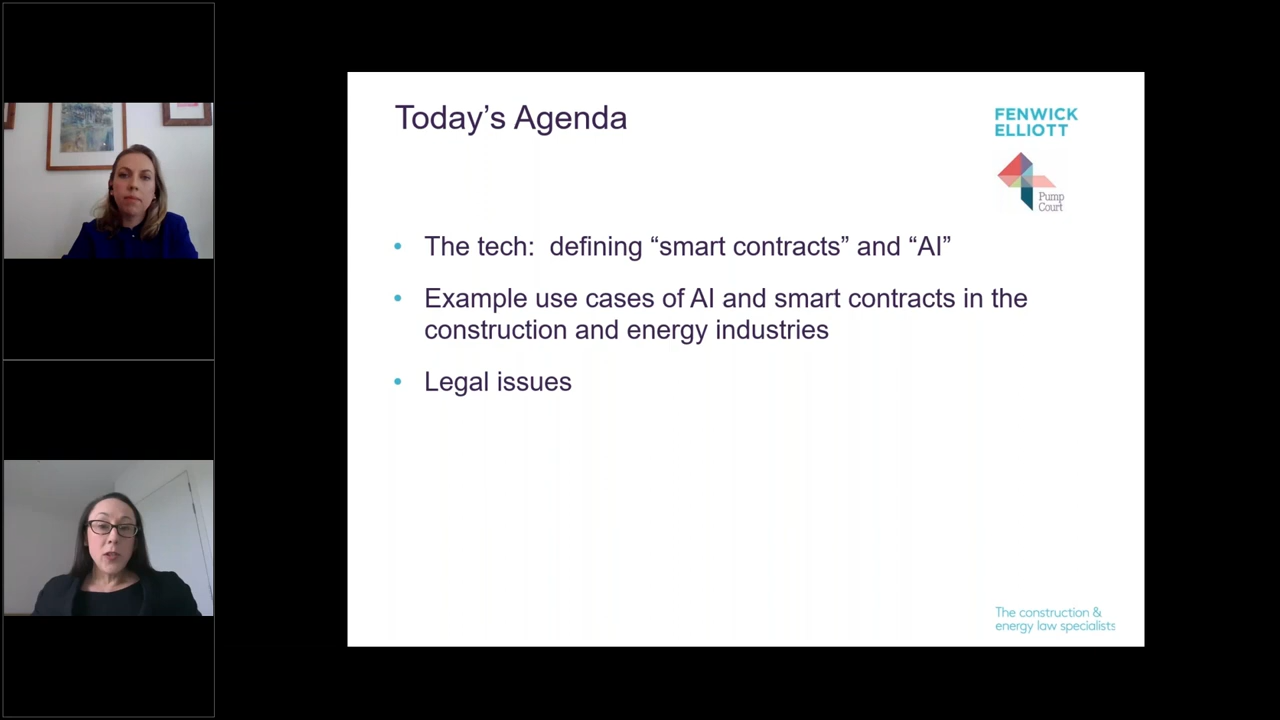 Today’s Agenda
FENWICK
ELLIOTT
Pump
Court
• The tech:  defining “smart contracts” and “AI”
• Example use cases of AI and smart contracts in the
construction and energy industries
• Legal issues
The construction &
energy law specialists